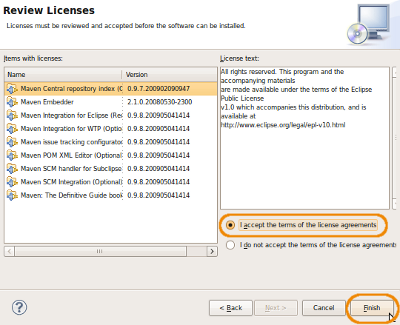 Review Licenses
Licenses must be reviewed and accepted before the software can be installed.
Items with licenses:
Name Version
Maven Central repository index (C 0.9.7.200902090947
Maven Embedder 2.1.0.20080530-2300
Maven Integration for Eclipse (Req 0.9.8.200905041414
Maven Integration for WTP (Option 0.9.8.200905041414
Maven issue tracking configurator 0.9.8.200905041414
Maven POM XML Editor (Optional) 0.9.8.200905041414
Maven SCM handler for Subclipse 0.9.8.200905041414
Maven SCM Integration (Optional) 0.9.8.200905041414
Maven: The Definitive Guide book 0.9.8.200905041414
License text:
All rights reserved. This program and the
accompanying materials
are made available under the terms of the Eclipse
Public License
v1.0 which accompanies this distribution, and is
available at
http://www.eclipse.org/legal/epl-v10.html
I accept the terms of the license agreements
I do not accept the terms of the license agreements
?
< Back
Next >
Cancel
Finish